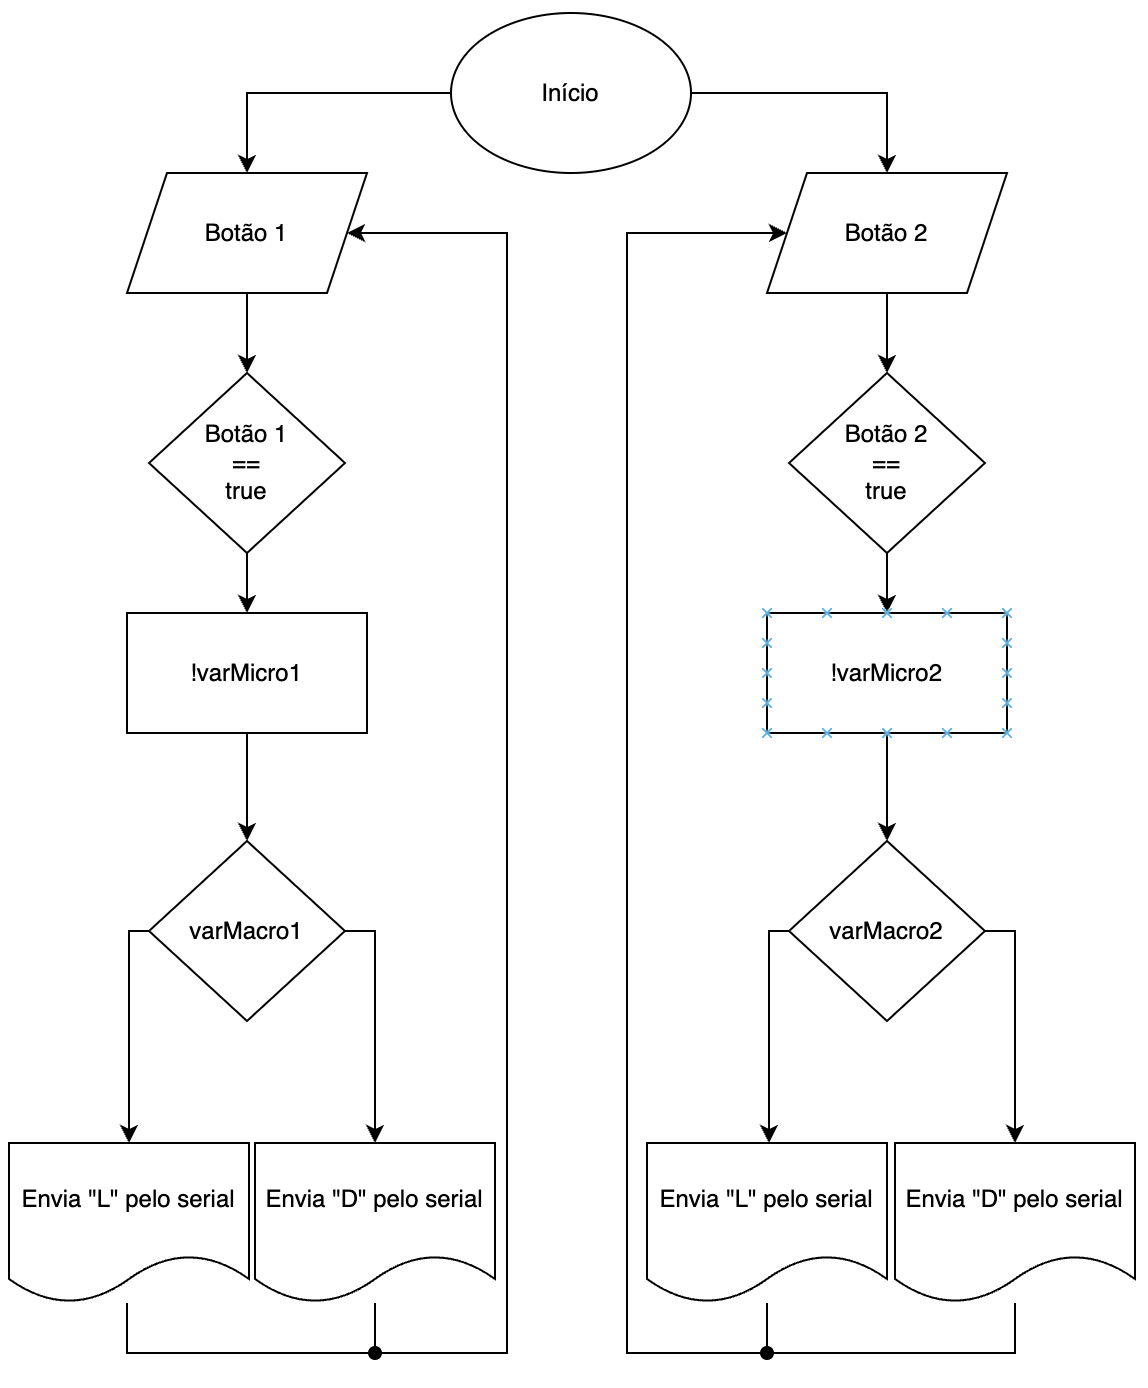 Início
Botão 1
Botão 2
Botão 1
==
true
Botão 2
==
true
!varMicro1
!varMicro2
varMacro1
varMacro2
Envia "L" pelo serial
Envia "D" pelo serial
Envia "L" pelo serial
Envia "D" pelo serial